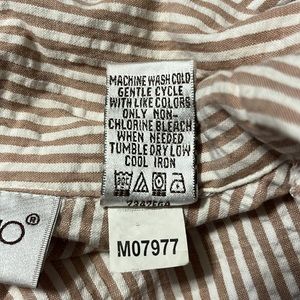 MACHINE WASH COLD
GENTLE CYCLE
WITH LIKE COLORS
ONLY NON-
CHLORINE BLEACH
WHEN NEEDED
TUMBLE DRY LOW
COOL IRON
M07977